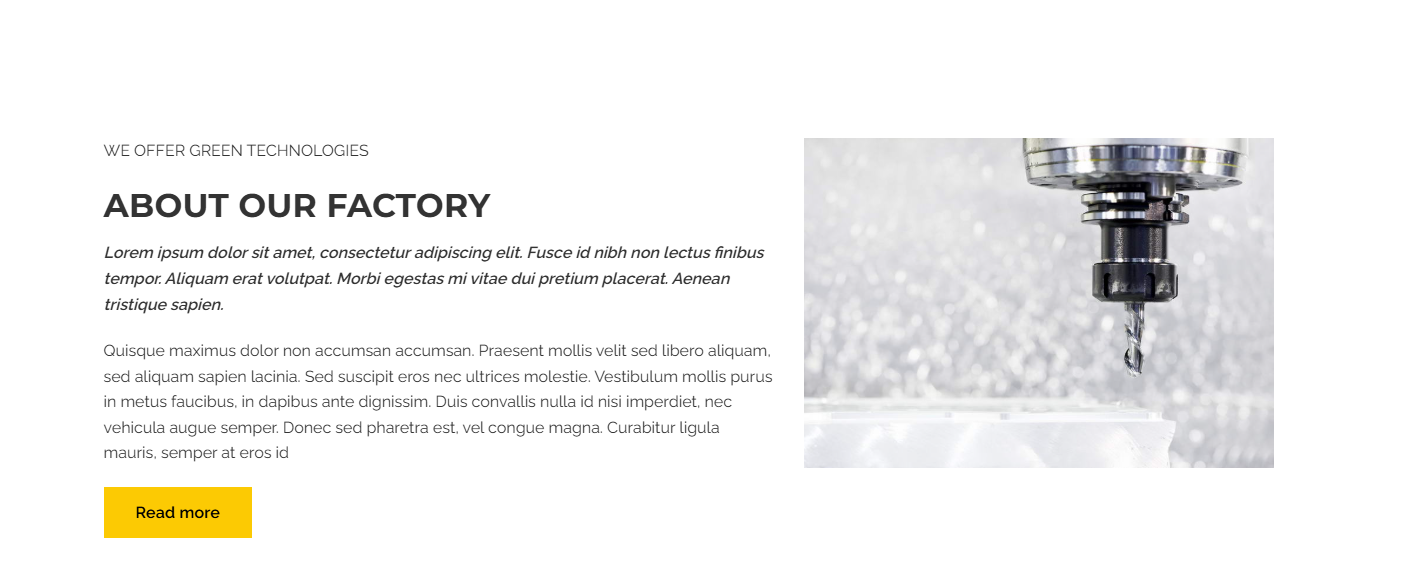 WE OFFER GREEN TECHNOLOGIES
ABOUT OUR FACTORY
Lorem ipsum dolor sit amet, consectetur adipiscing elit. Fusce id nibh non lectus finibus
tempor. Aliquam erat volutpat. Morbi egestas mi vitae dui pretium placerat. Aenean
tristique sapien.
Quisque maximus dolor non accumsan accumsan. Praesent mollis velit sed libero aliquam,
sed aliquam sapien lacinia. Sed suscipit eros nec ultrices molestie. Vestibulum mollis purus
in metus faucibus, in dapibus ante dignissim. Duis convallis nulla id nisi imperdiet, nec
vehicula augue semper. Donec sed pharetra est, vel congue magna. Curabitur ligula
mauris, semper at eros id
Read more